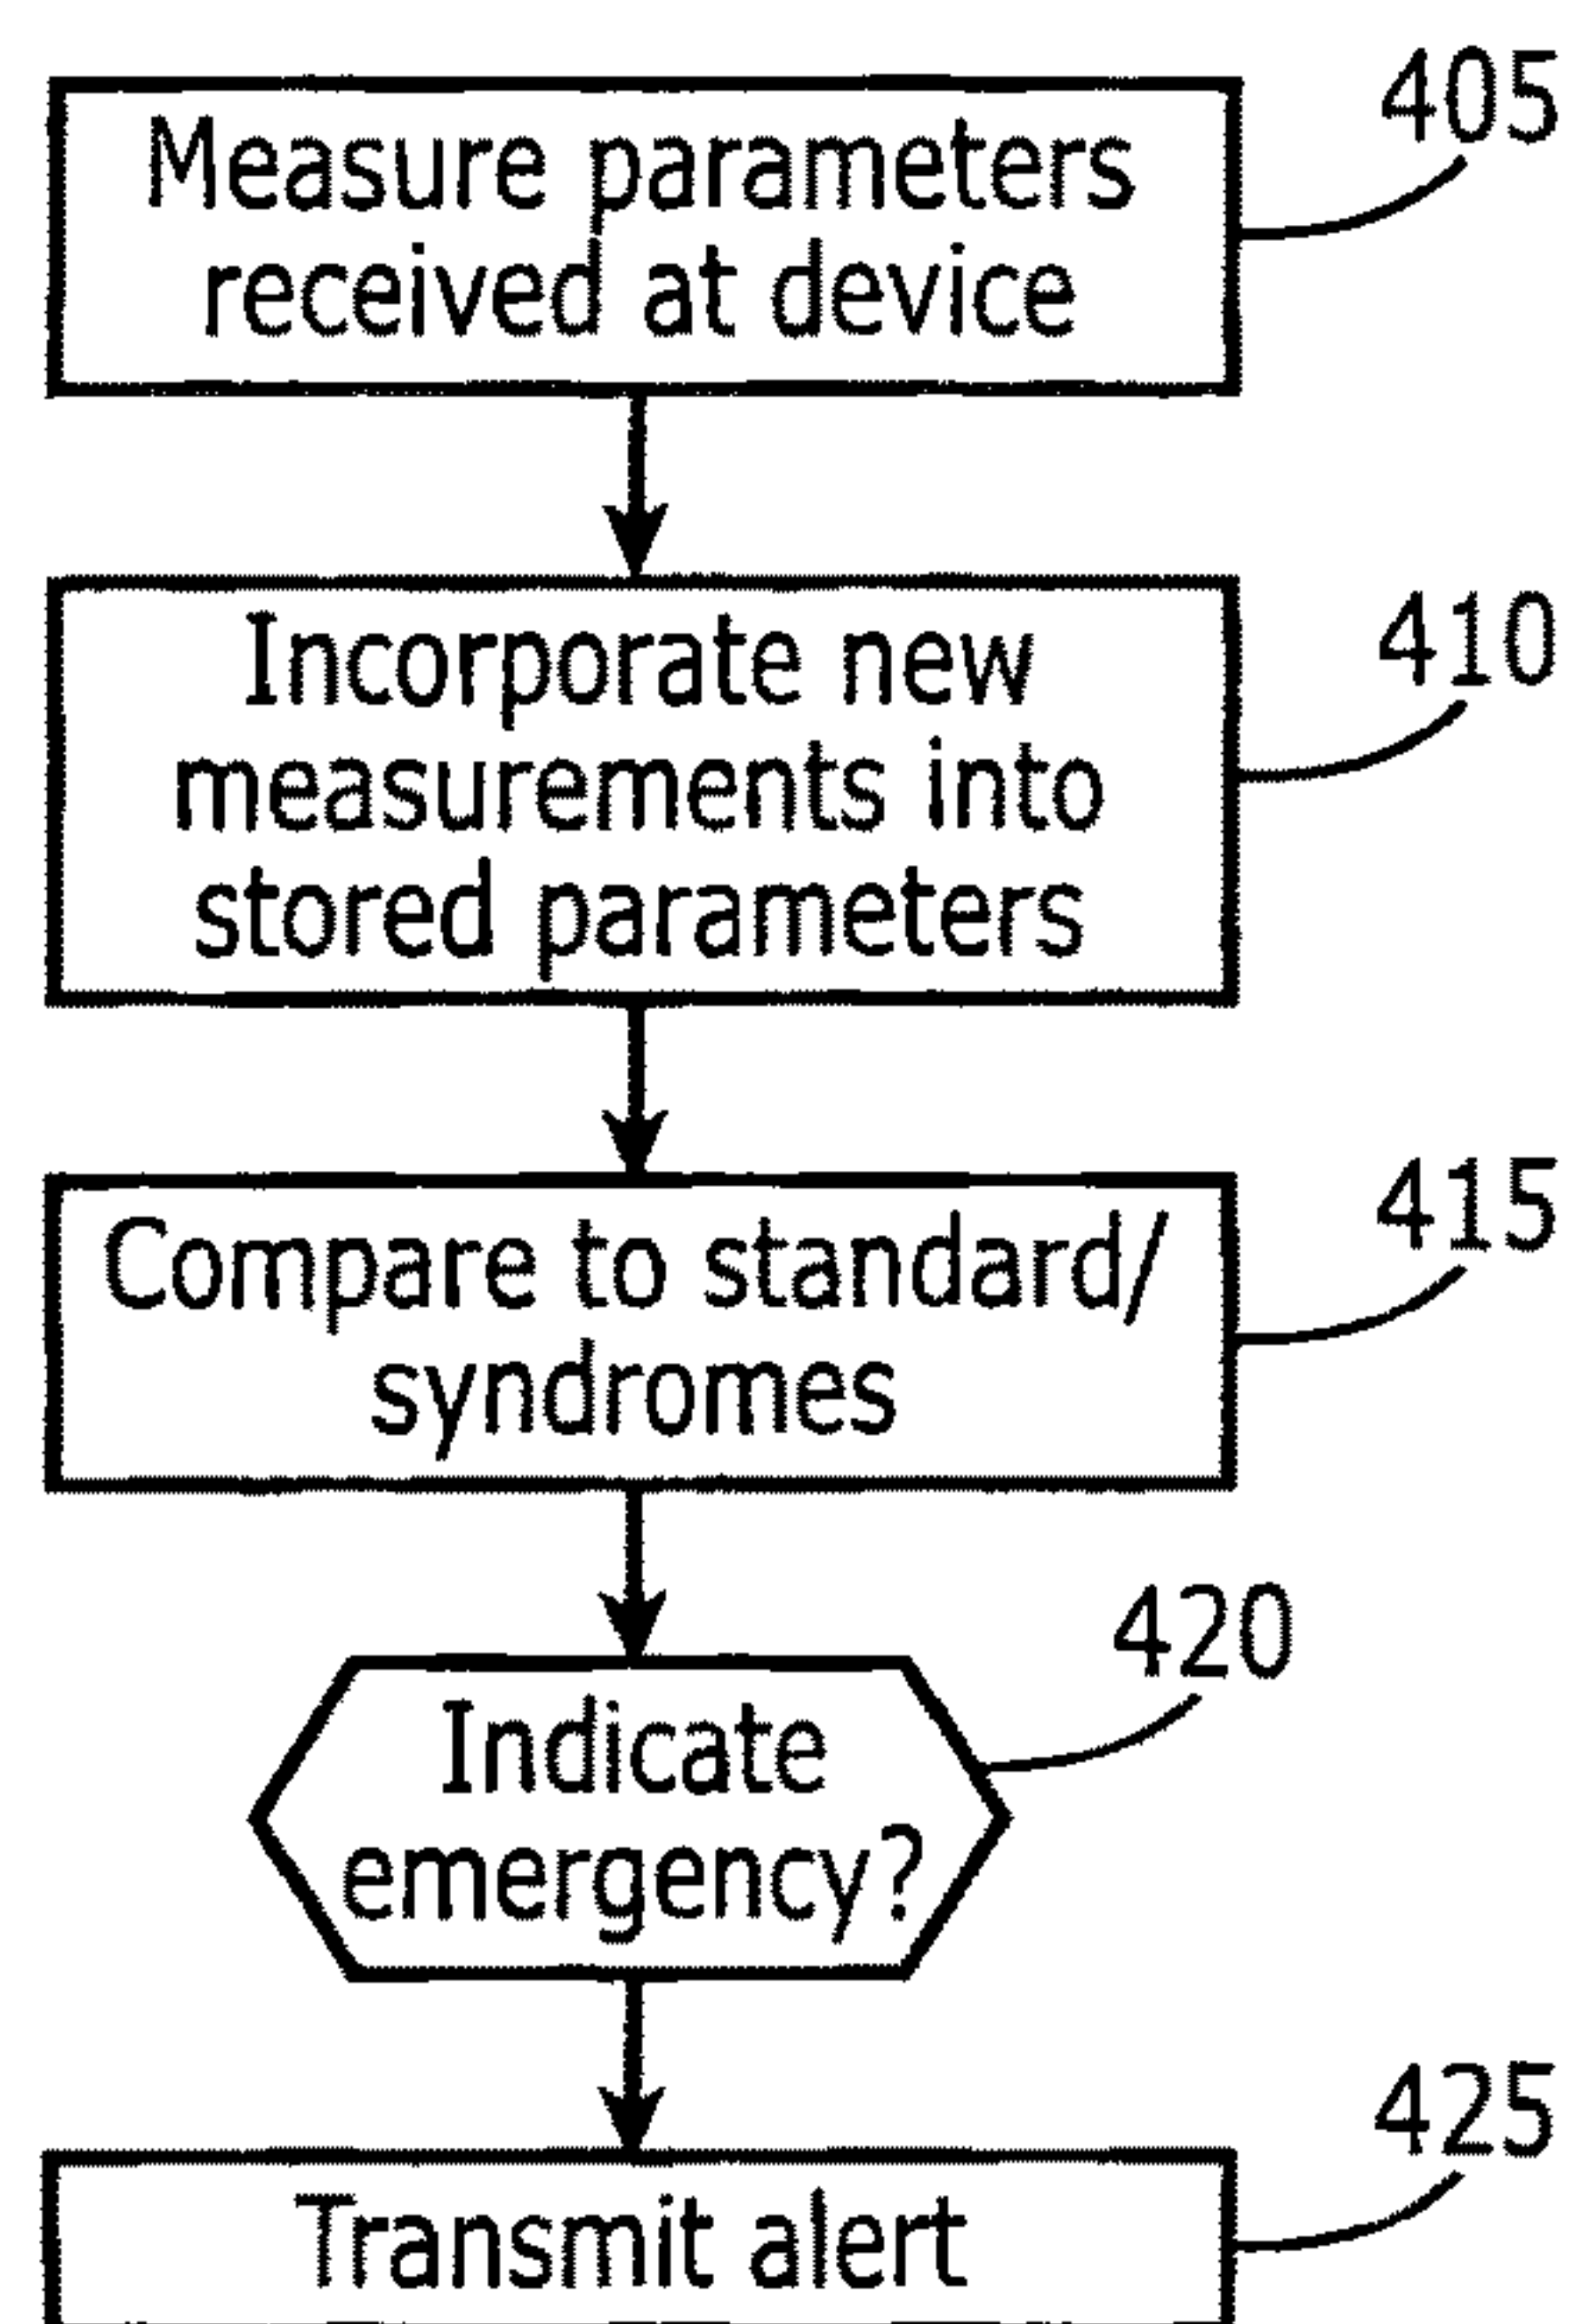 Measure parameters
received at device
405
Incorporate new
measurements into
stored parameters
410
Compare to standard/
syndromes
415
Indicate
emergency?
420
Transmit alert
425